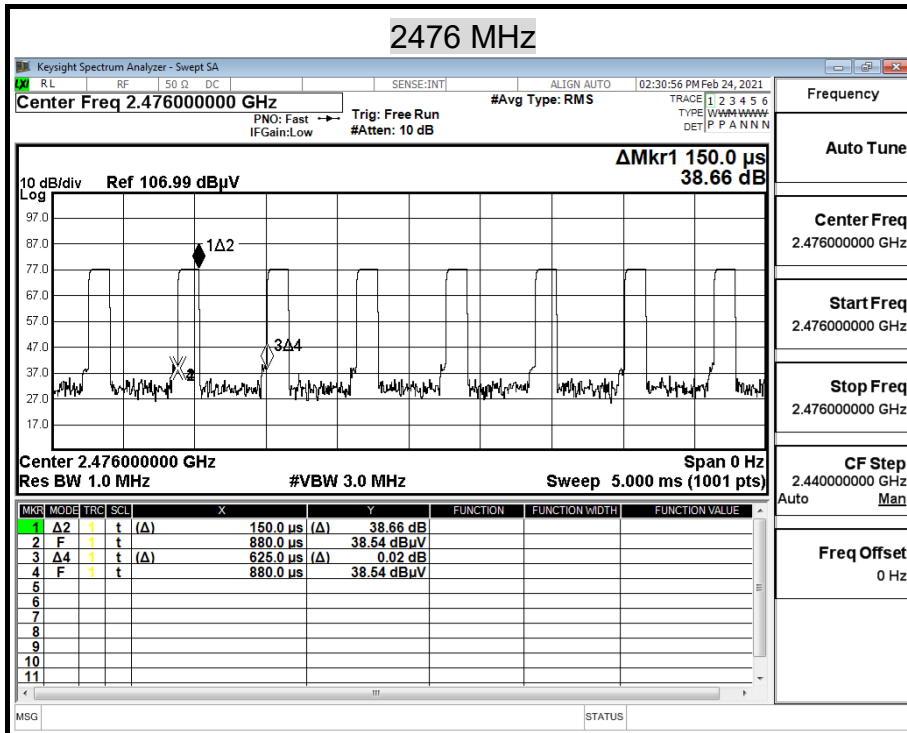 2476 MHz
Keysight Spectrum Analyzer - Swept SA
LXI RL RF 50 Ω DC SENSE:INT ALIGN AUTO 02:30:56 PM Feb 24, 2021
Center Freq 2.476000000 GHz
PNO: Fast
IFGain:Low
Trig: Free Run
#Atten: 10 dB
#Avg Type: RMS
TRACE 1 2 3 4 5 6
TYPE WWWWWW
DET P P A N N N
Frequency
Auto Tune
Center Freq
2.476000000 GHz
Start Freq
2.476000000 GHz
Stop Freq
2.476000000 GHz
CF Step
2.440000000 GHz
Auto Man
Freq Offset
0 Hz
ΔMkr1 150.0 µs
38.66 dB
10 dB/div Ref 106.99 dBµV
Log
97.0
87.0
77.0
67.0
57.0
47.0
37.0
27.0
17.0
1Δ2
3Δ4
Center 2.476000000 GHz Span 0 Hz
Res BW 1.0 MHz #VBW 3.0 MHz Sweep 5.000 ms (1001 pts)
MKR MODE TRC SCL X Y FUNCTION FUNCTION WIDTH FUNCTION VALUE
1 Δ2 1 t (Δ) 150.0 µs (Δ) 38.66 dB
2 F 1 t 880.0 µs 38.54 dBµV
3 Δ4 1 t (Δ) 625.0 µs (Δ) 0.02 dB
4 F 1 t 880.0 µs 38.54 dBµV
5
6
7
8
9
10
11
MSG STATUS